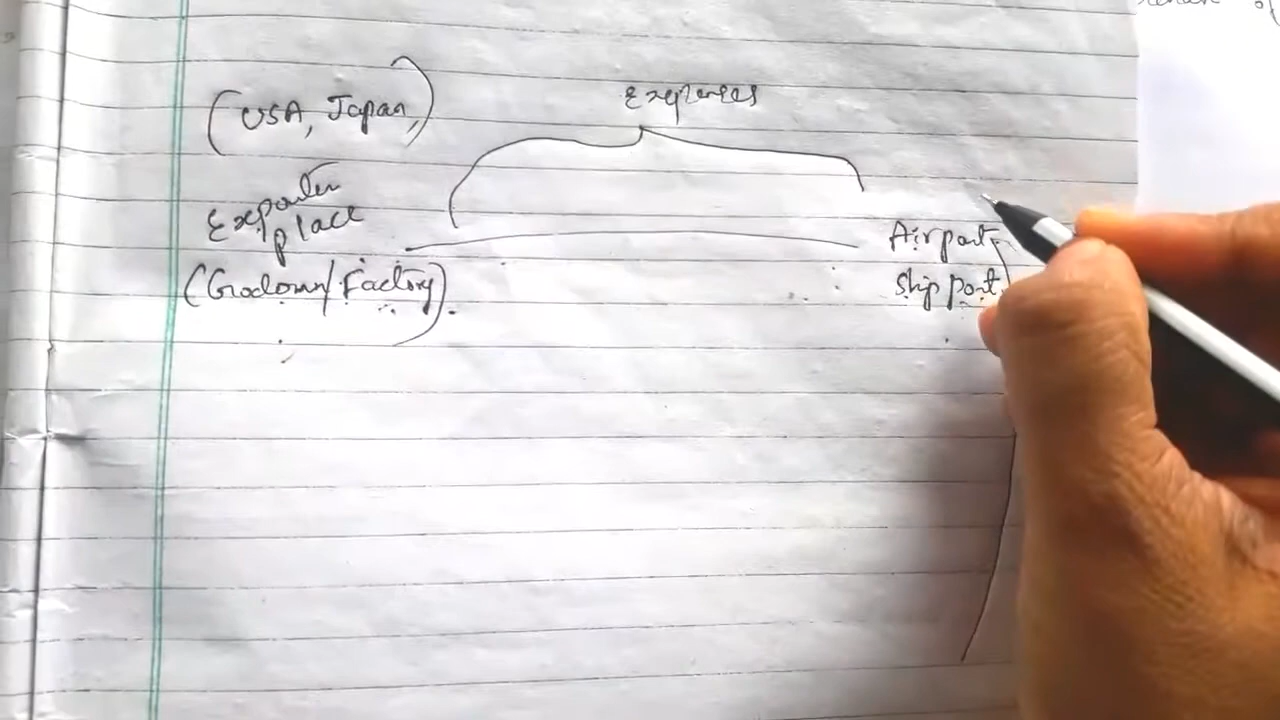 (USA, Japan,)
Expenses
Exporter
place
(Godown/Factory)
Airport
Ship port